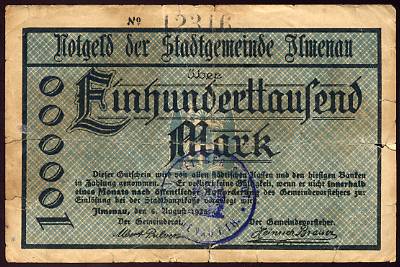 No 12316
Notgeld der Stadtgemeinde Ilmenau
über
100000
Einhunderttausend
Mark
Dieser Gutschein wird von allen städtischen Kassen und den hiesigen Banken
in Zahlung genommen. Er verliert seine Gültigkeit, wenn er nicht innerhalb
eines Monats nach öffentlicher Aufforderung des Gemeindevorstehers zur
Einlösung bei der Stadthauptkasse vorgelegt wird.
Ilmenau, den 6. August 1923.
Der Gemeinderat. Der Gemeindevorsteher.